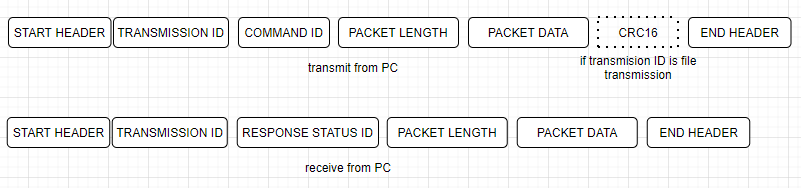 START HEADER TRANSMISSION ID COMMAND ID PACKET LENGTH PACKET DATA CRC16 END HEADER
transmit from PC
if transmision ID is file
transmission
START HEADER TRANSMISSION ID RESPONSE STATUS ID PACKET LENGTH PACKET DATA END HEADER
receive from PC